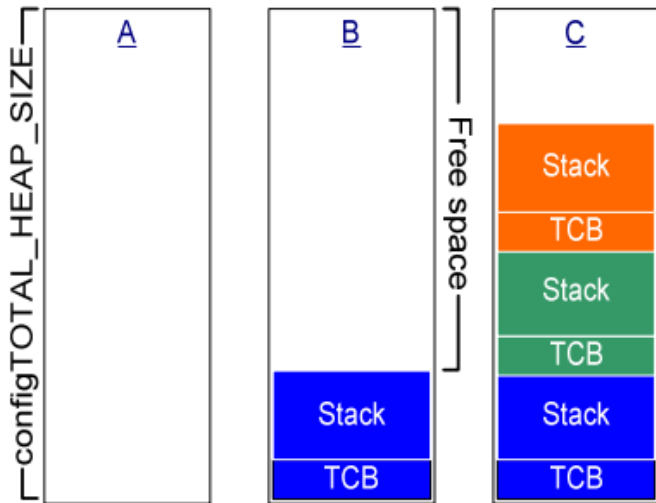 A
B
C
configTOTAL_HEAP_SIZE
Free space
Stack
TCB
Stack
TCB
Stack
TCB
Stack
TCB